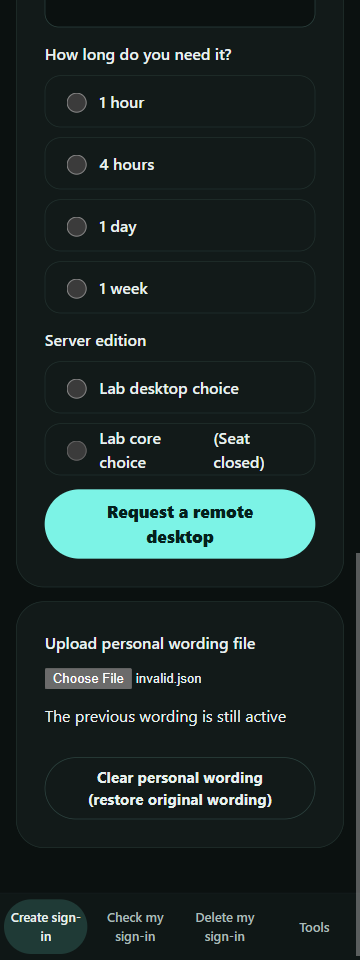 How long do you need it?
1 hour
4 hours
1 day
1 week
Server edition
Lab desktop choice
Lab core choice
(Seat closed)
Request a remote
desktop
Upload personal wording file
Choose File invalid.json
The previous wording is still active
Clear personal wording
(restore original wording)
Create sign-
in
Check my
sign-in
Delete my
sign-in
Tools